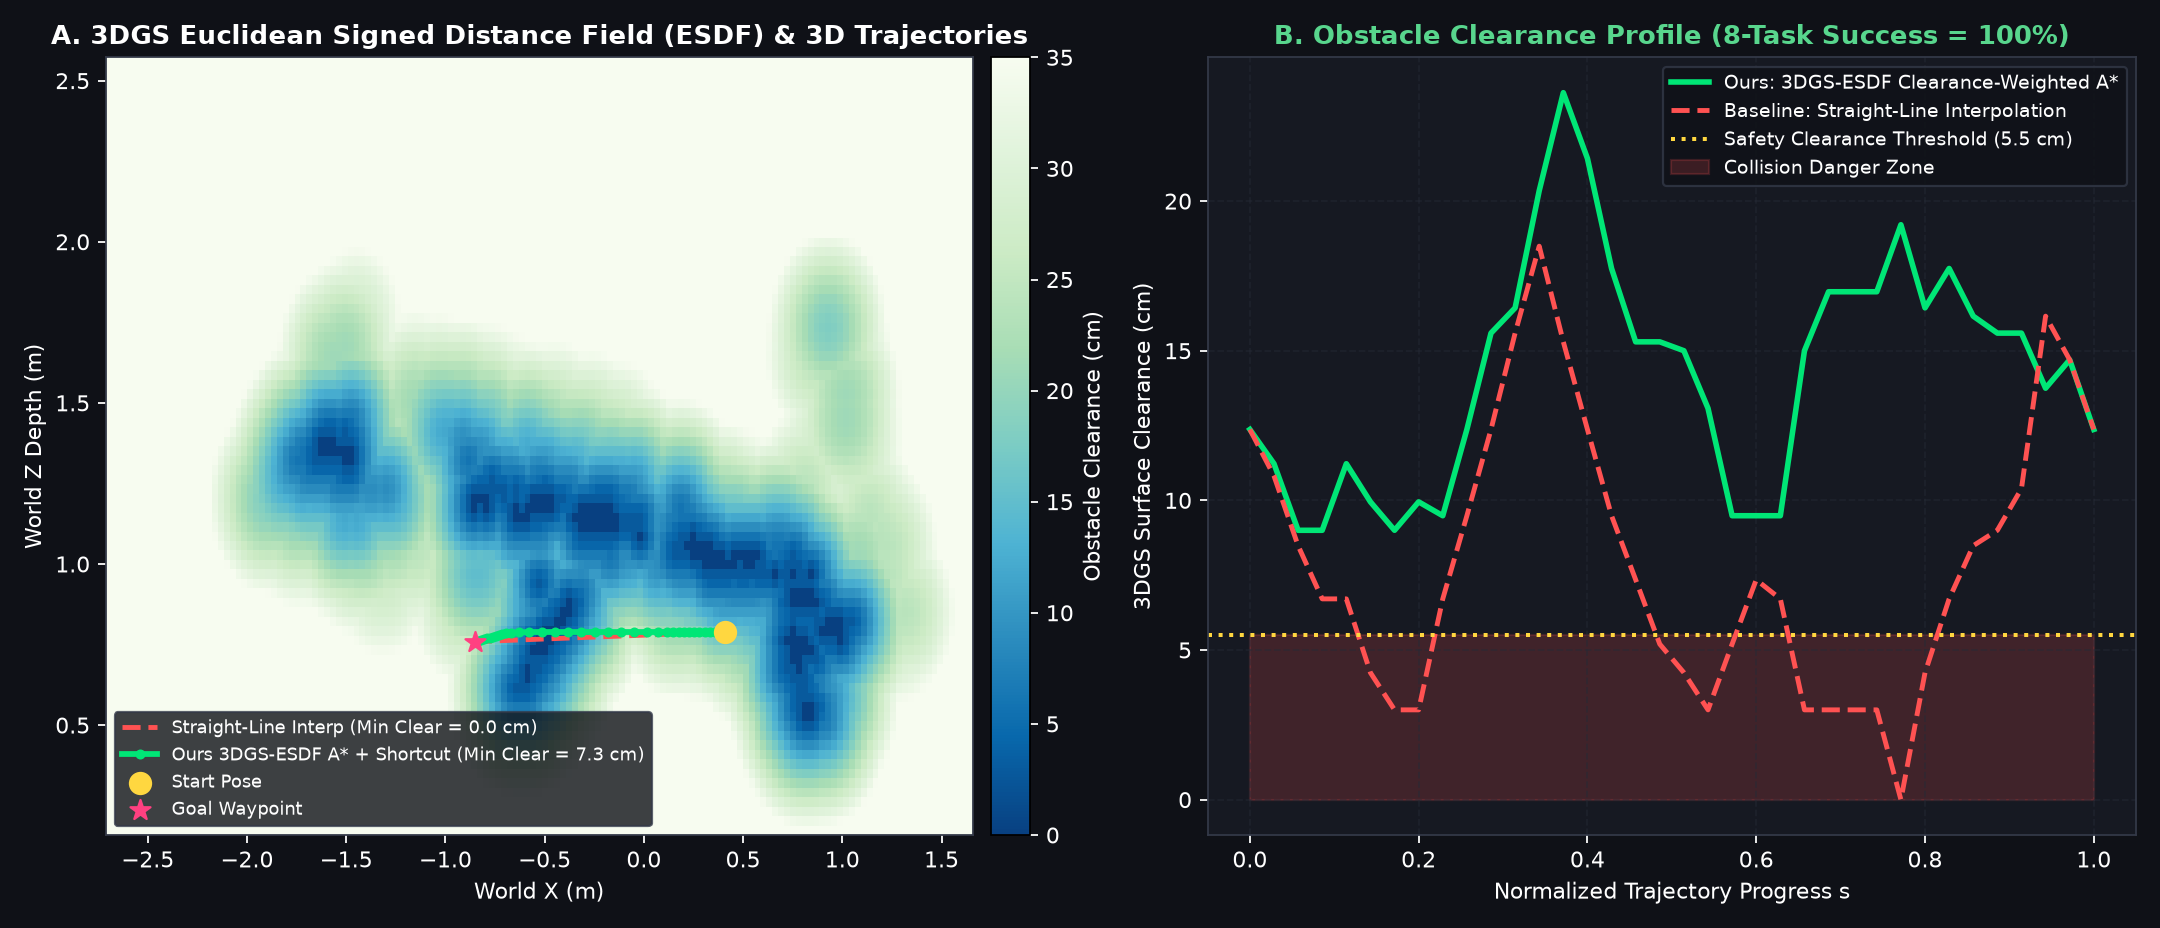 A. 3DGS Euclidean Signed Distance Field (ESDF) & 3D Trajectories
World Z Depth (m)
2.5
2.0
1.5
1.0
0.5
−2.5
−2.0
−1.5
−1.0
−0.5
0.0
0.5
1.0
1.5
World X (m)
Straight-Line Interp (Min Clear = 0.0 cm)
Ours 3DGS-ESDF A* + Shortcut (Min Clear = 7.3 cm)
Start Pose
Goal Waypoint
35
30
25
20
15
10
5
0
Obstacle Clearance (cm)
B. Obstacle Clearance Profile (8-Task Success = 100%)
3DGS Surface Clearance (cm)
20
15
10
5
0
Ours: 3DGS-ESDF Clearance-Weighted A*
Baseline: Straight-Line Interpolation
Safety Clearance Threshold (5.5 cm)
Collision Danger Zone
0.0
0.2
0.4
0.6
0.8
1.0
Normalized Trajectory Progress s